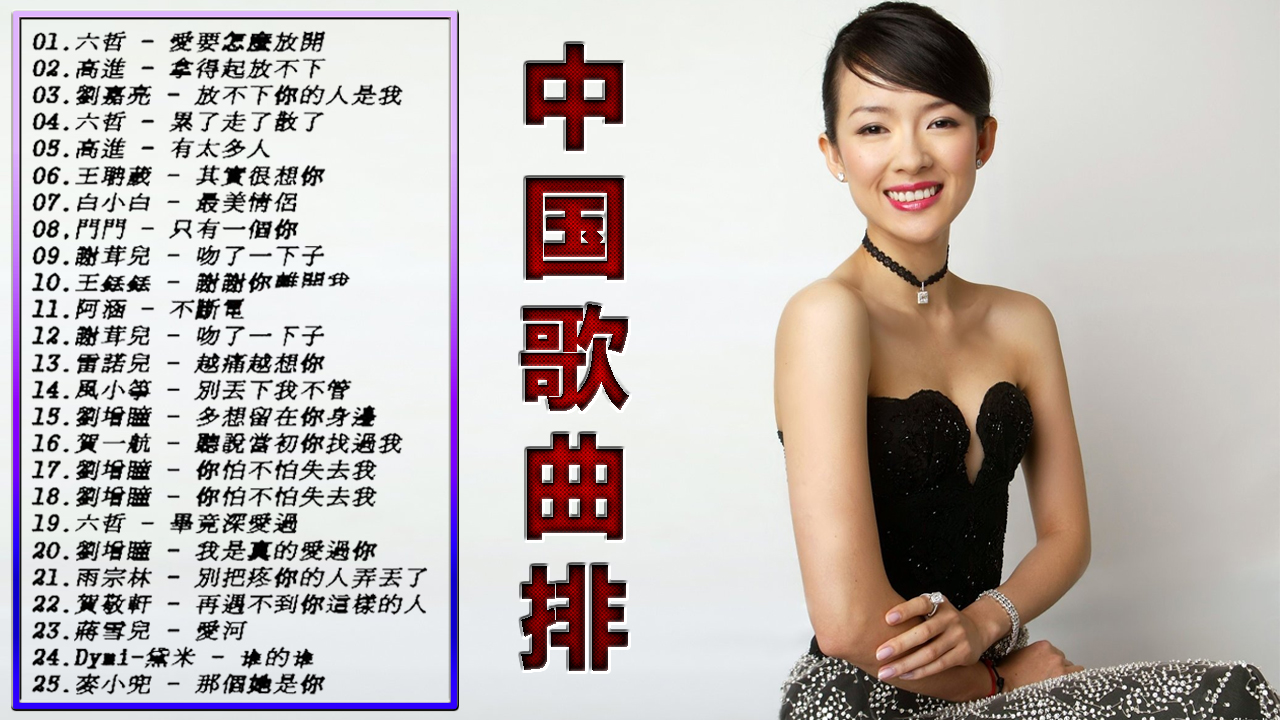 01.六哲 - 愛要怎麼放開
02.高進 - 拿得起放不下
03.劉嘉亮 - 放不下你的人是我
04.六哲 - 累了走了散了
05.高進 - 有太多人
06.王聃葳 - 其實很想你
07.白小白 - 最美情侶
08.門門 - 只有一個你
09.謝茸兒 - 吻了一下子
10.王銩銩 - 謝謝你離開我
11.阿涵 - 不斷電
12.謝茸兒 - 吻了一下子
13.雷諾兒 - 越痛越想你
14.風小箏 - 別丟下我不管
15.劉增瞳 - 多想留在你身邊
16.賀一航 - 聽說當初你找過我
17.劉增瞳 - 你怕不怕失去我
18.劉增瞳 - 你怕不怕失去我
19.六哲 - 畢竟深愛過
20.劉增瞳 - 我是真的愛過你
21.雨宗林 - 別把疼你的人弄丟了
22.賀敬軒 - 再遇不到你這樣的人
23.蔣雪兒 - 愛河
24.Dymi-黛米 - 谁的谁
25.麥小兜 - 那個她是你
中国歌曲排